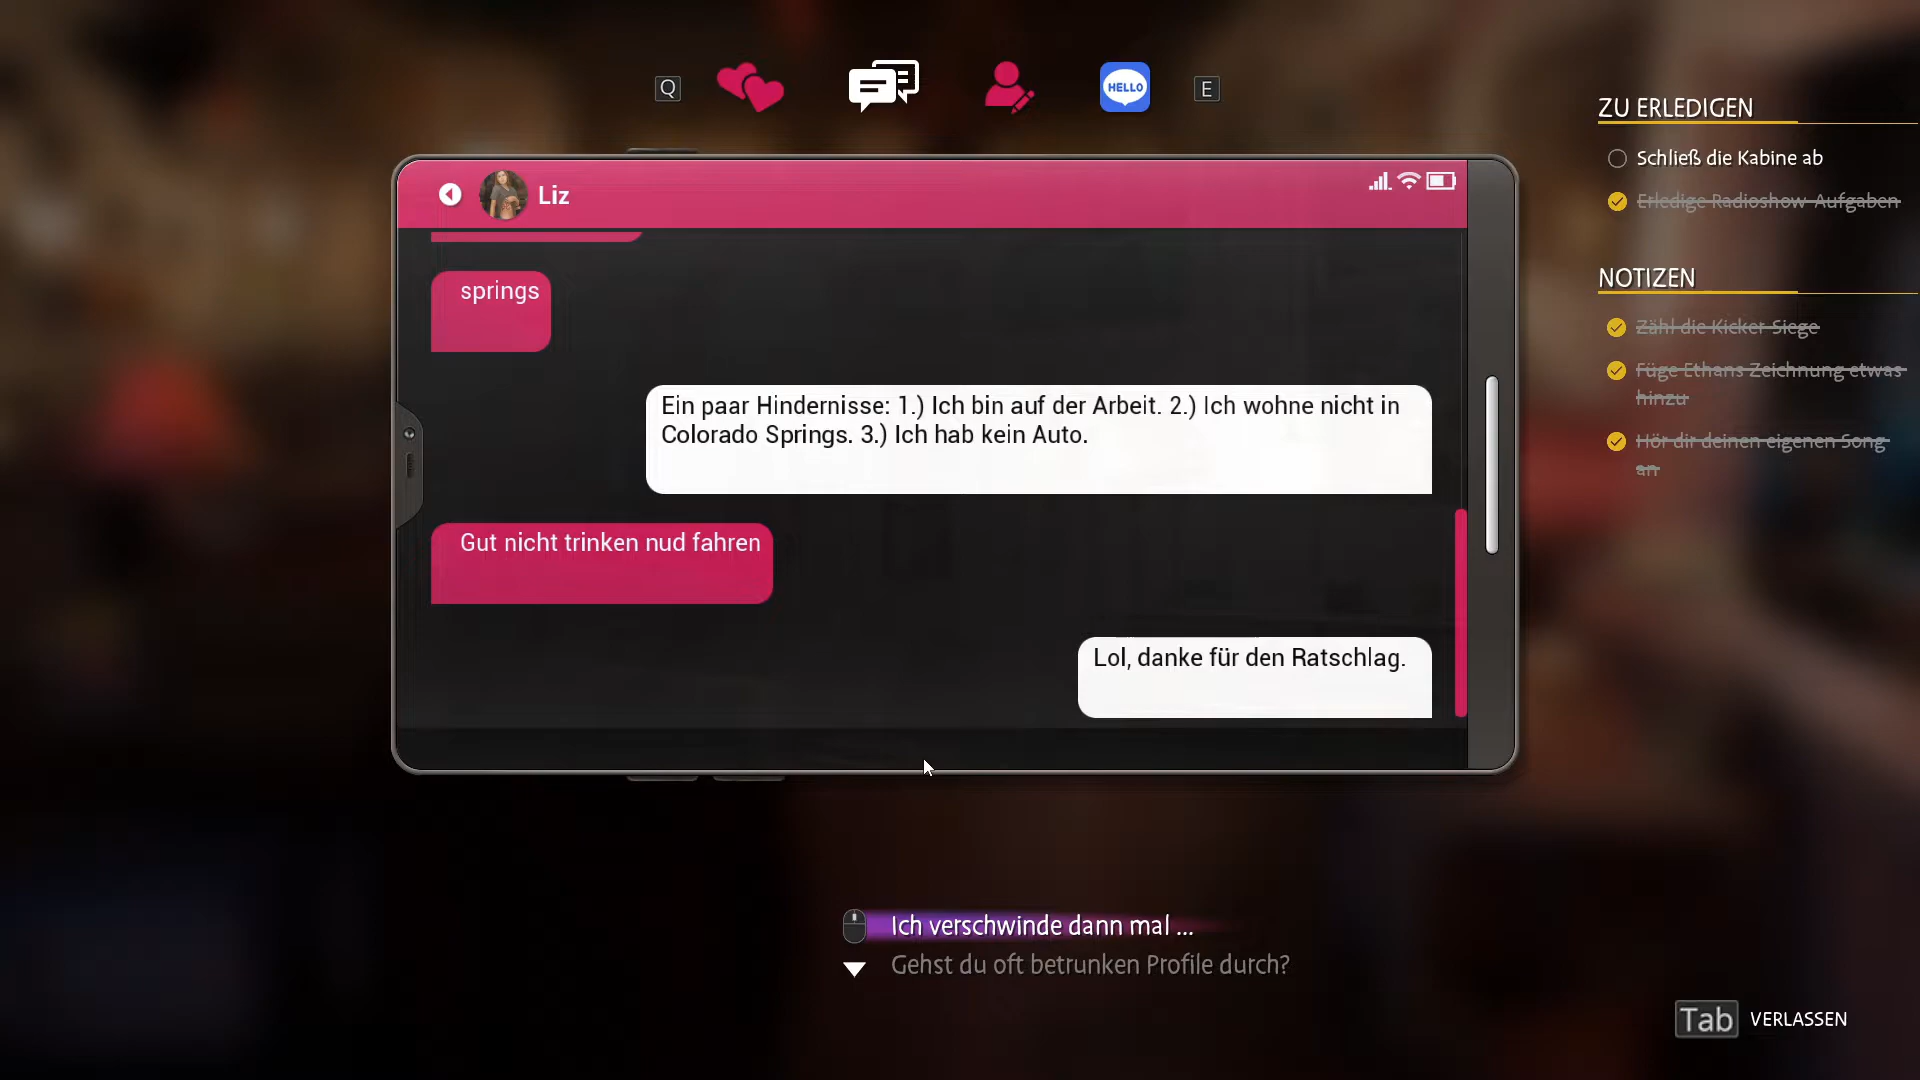 Q
HELLO
E
Liz
springs
Ein paar Hindernisse: 1.) Ich bin auf der Arbeit. 2.) Ich wohne nicht in
Colorado Springs. 3.) Ich hab kein Auto.
Gut nicht trinken nud fahren
Lol, danke für den Ratschlag.
Ich verschwinde dann mal ...
Gehst du oft betrunken Profile durch?
ZU ERLEDIGEN
Schließ die Kabine ab
Erledige Radioshow-Aufgaben
NOTIZEN
Zähl die Kicker-Siege
Füge Ethans Zeichnung etwas
hinzu
Hör dir deinen eigenen Song
an
Tab VERLASSEN